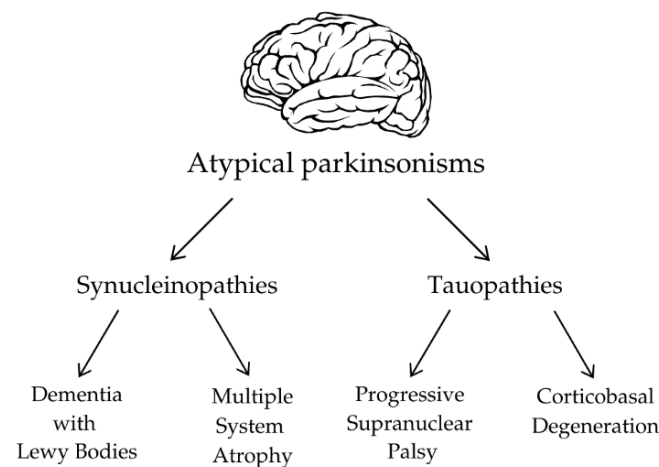 Atypical parkinsonisms
Synucleinopathies
Tauopathies
Dementia
with
Lewy Bodies
Multiple
System
Atrophy
Progressive
Supranuclear
Palsy
Corticobasal
Degeneration